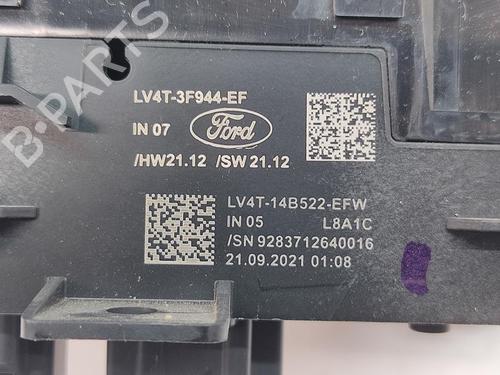 B-PARTS
LV4T-3F944-EF
IN 07 Ford
/HW21.12 /SW 21.12
LV4T-14B522-EFW
IN 05 L8A1C
/SN 9283712640016
21.09.2021 01:08